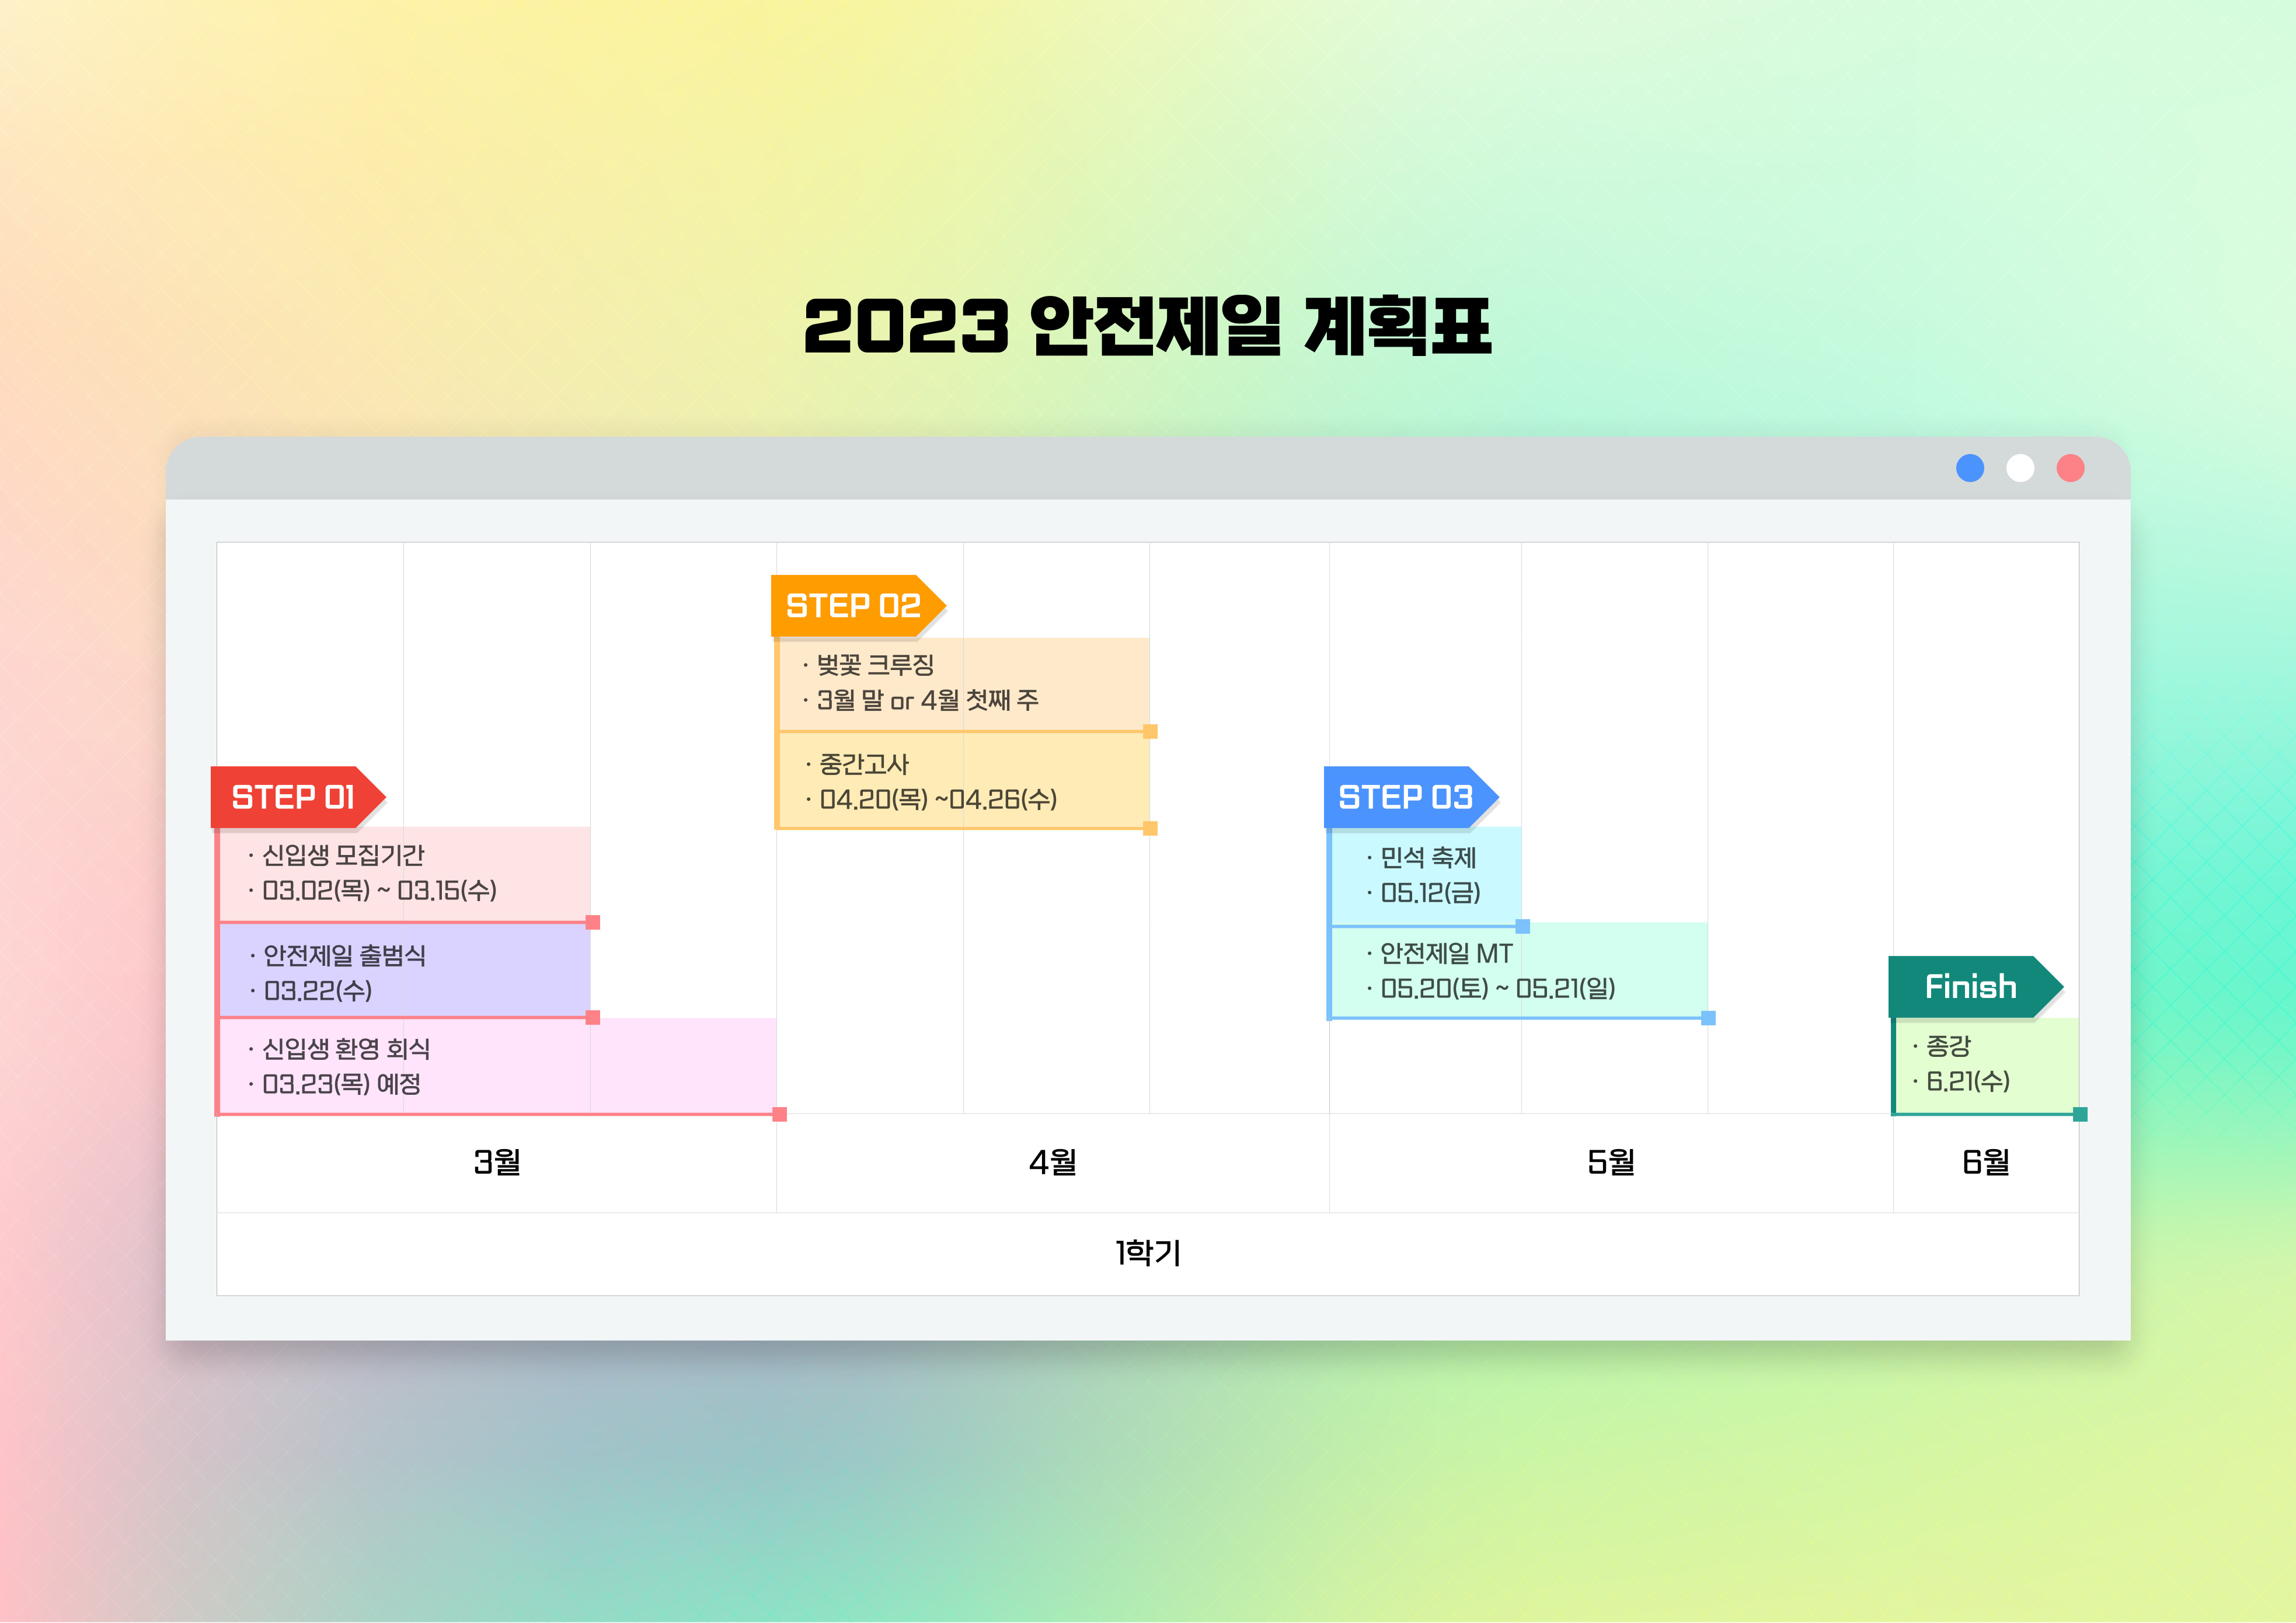 2023 안전제일 계획표
STEP 01
· 신입생 모집기간
· 03.02(목) ~ 03.15(수)
· 안전제일 출범식
· 03.22(수)
· 신입생 환영 회식
· 03.23(목) 예정
STEP 02
· 벚꽃 크루징
· 3월 말 or 4월 첫째 주
· 중간고사
· 04.20(목) ~04.26(수)
STEP 03
· 민석 축제
· 05.12(금)
· 안전제일 MT
· 05.20(토) ~ 05.21(일)
Finish
· 종강
· 6.21(수)
3월
4월
5월
6월
1학기